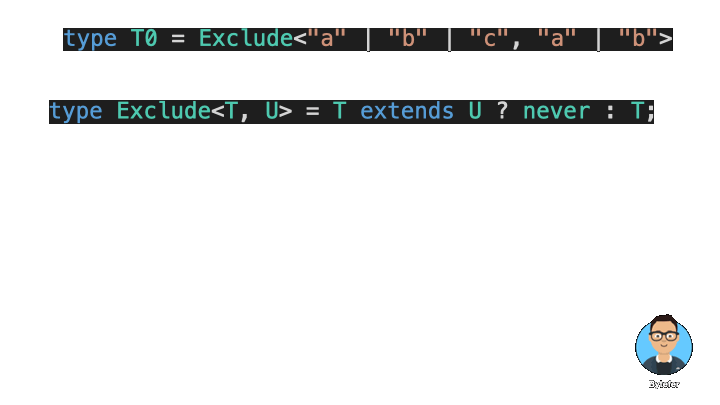 type T0 = Exclude<"a" | "b" | "c", "a" | "b">
type Exclude<T, U> = T extends U ? never : T;
Bytefer